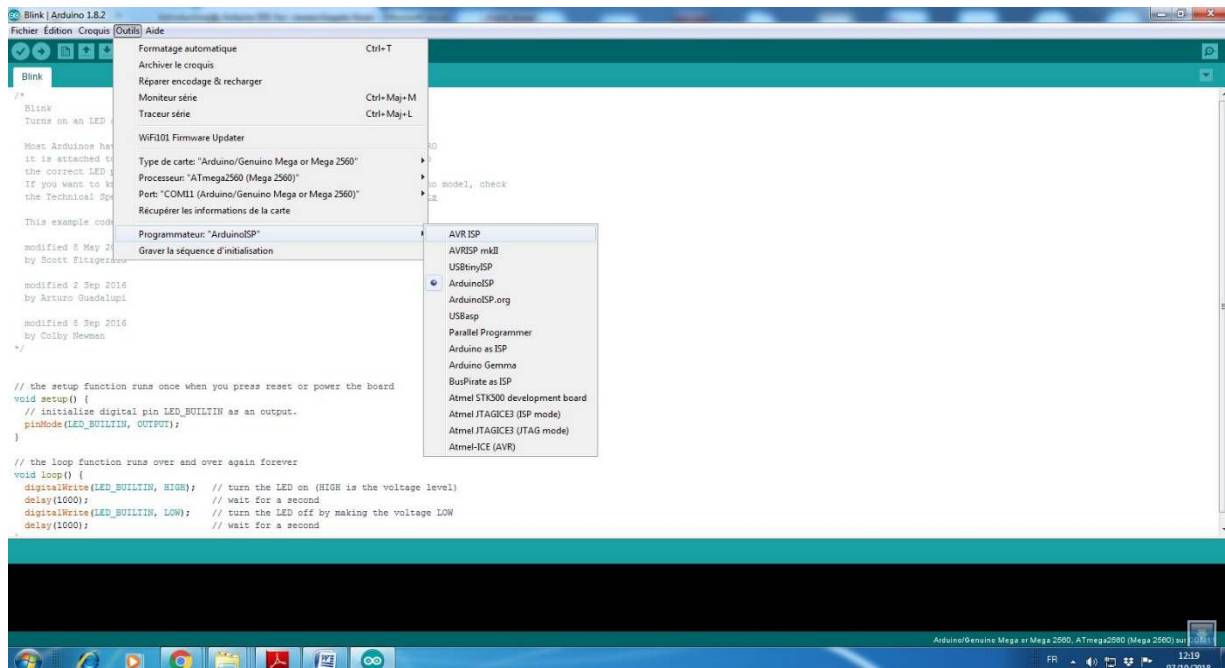 Blink | Arduino 1.8.2
Fichier Édition Croquis Outils Aide
Blink
Formatage automatique Ctrl+T
Archiver le croquis
Réparer encodage & recharger
Moniteur série Ctrl+Maj+M
Traceur série Ctrl+Maj+L
WiFi101 Firmware Updater
Type de carte: "Arduino/Genuino Mega or Mega 2560"
Processeur: "ATmega2560 (Mega 2560)"
Port: "COM11 (Arduino/Genuino Mega or Mega 2560)"
Récupérer les informations de la carte
Programmateur: "ArduinoISP"
Graver la séquence d'initialisation
AVR ISP
AVRISP mkII
USBtinyISP
ArduinoISP
ArduinoISP.org
USBasp
Parallel Programmer
Arduino as ISP
Arduino Gemma
BusPirate as ISP
Atmel STK500 development board
Atmel JTAGICE3 (ISP mode)
Atmel JTAGICE3 (JTAG mode)
Atmel-ICE (AVR)
/*
Blink
Turns on an LED
Most Arduinos
it is attached
the correct LED
If you want to model, check
the Technical
This example code
modified 8 May
by Scott
modified 2 Sep 2016
by Arturo Guadalupi
modified 8 Sep 2016
by Colby Newman
*/
// the setup function runs once when you press reset or power the board
void setup() {
// initialize digital pin LED_BUILTIN as an output.
pinMode(LED_BUILTIN, OUTPUT);
}
// the loop function runs over and over again forever
void loop() {
digitalWrite(LED_BUILTIN, HIGH); // turn the LED on (HIGH is the voltage level)
delay(1000); // wait for a second
digitalWrite(LED_BUILTIN, LOW); // turn the LED off by making the voltage LOW
delay(1000); // wait for a second
Arduino/Genuino Mega or Mega 2560, ATmega2560 (Mega 2560) sur COM11
FR
12:19
07/10/2018